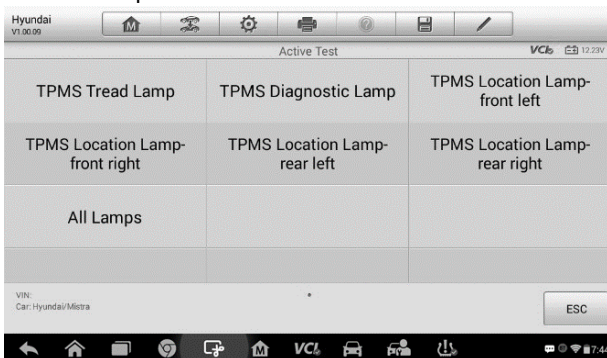 Hyundai
V1.00.09
Active Test
VCI
12.23V
TPMS Tread Lamp
TPMS Diagnostic Lamp
TPMS Location Lamp-
front left
TPMS Location Lamp-
front right
TPMS Location Lamp-
rear left
TPMS Location Lamp-
rear right
All Lamps
VIN:
Car: Hyundai/Mistra
ESC
VCI